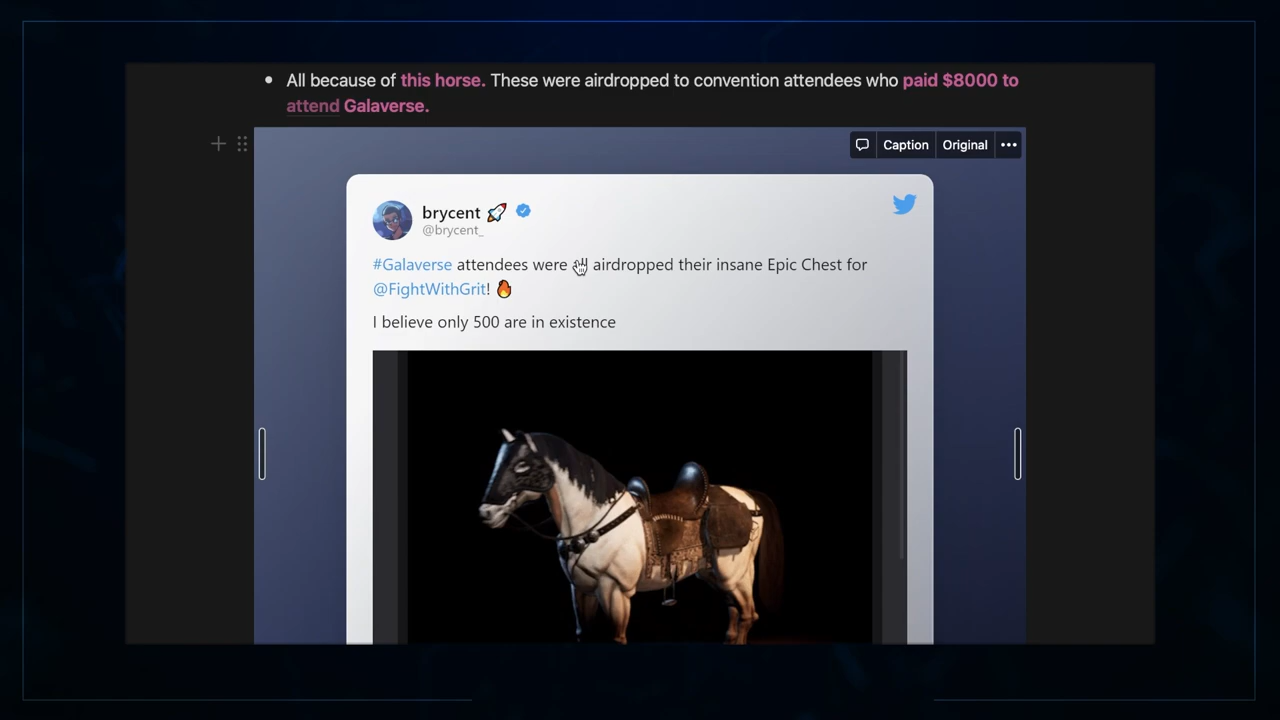 All because of this horse. These were airdropped to convention attendees who paid $8000 to
attend Galaverse.
Caption Original
brycent 🚀
@brycent_
#Galaverse attendees were airdropped their insane Epic Chest for
@FightWithGrit! 🔥
I believe only 500 are in existence